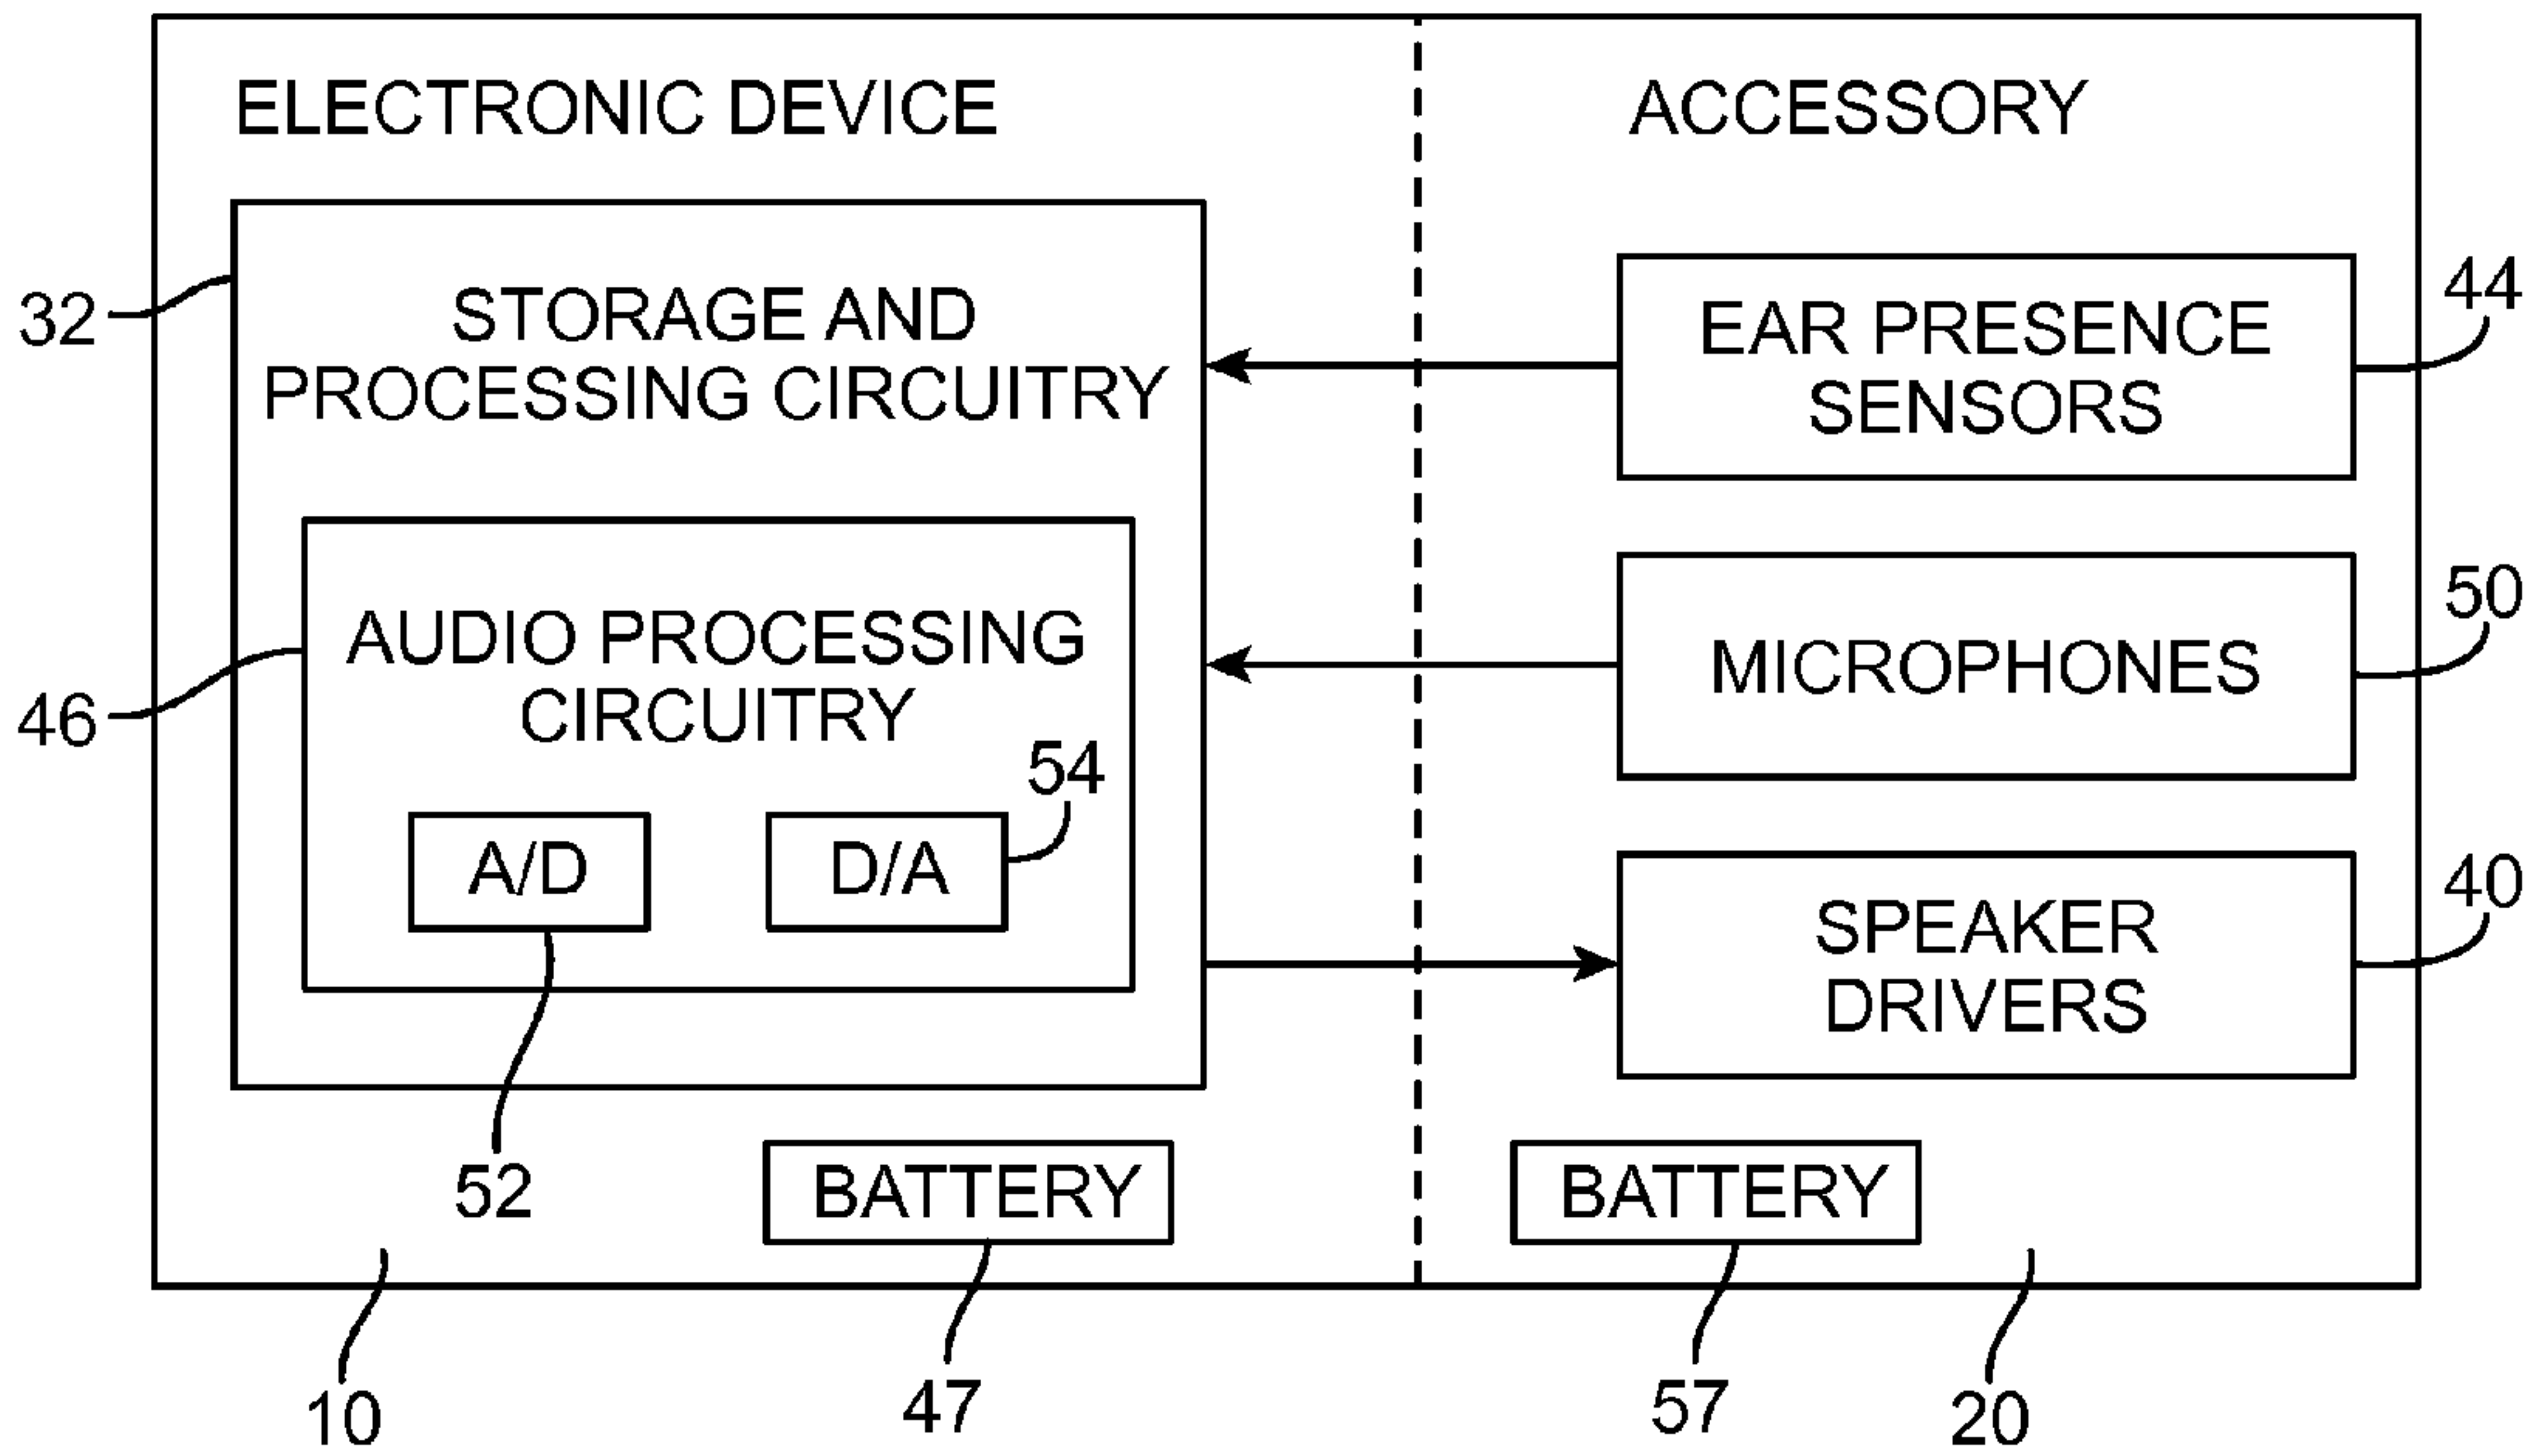 ELECTRONIC DEVICE
ACCESSORY
32
STORAGE AND
PROCESSING CIRCUITRY
EAR PRESENCE
SENSORS
44
46
AUDIO PROCESSING
CIRCUITRY
MICROPHONES
50
54
A/D
D/A
SPEAKER
DRIVERS
40
52
BATTERY
BATTERY
10
47
57
20